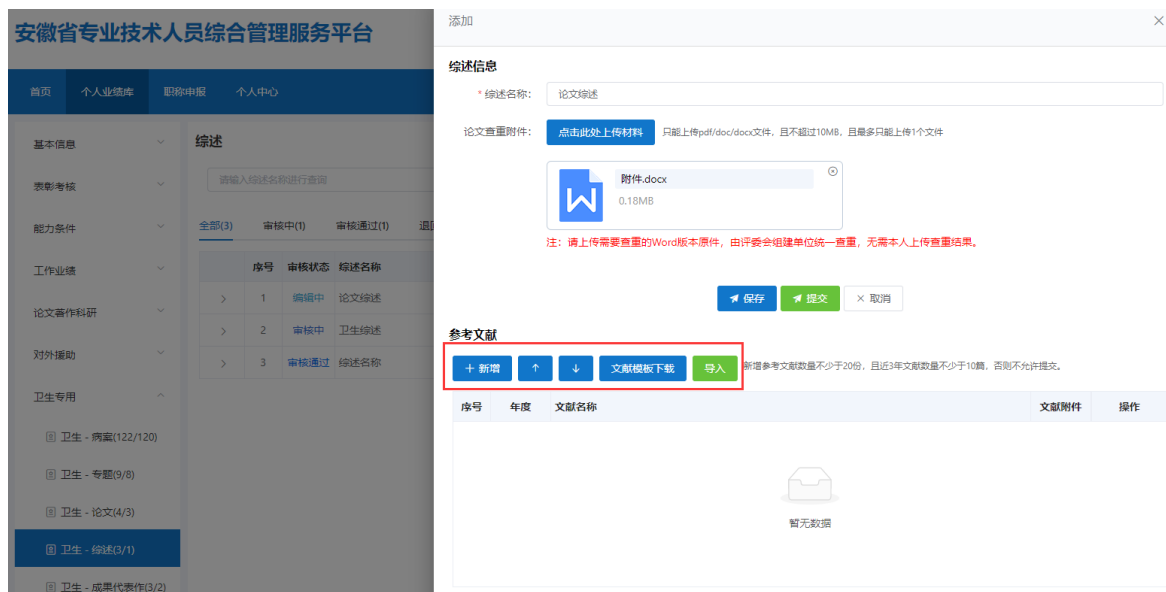 安徽省专业技术人员综合管理服务平台
首页 个人业绩库 职称申报 个人中心
基本信息
表彰考核
能力条件
工作业绩
论文著作科研
对外援助
卫生专用
卫生 - 病案(122/120)
卫生 - 专题(9/8)
卫生 - 论文(4/3)
卫生 - 综述(3/1)
卫生 - 成果代表作(3/2)
综述
请输入综述名称进行查询
全部(3) 审核中(1) 审核通过(1)
序号 审核状态 综述名称
1 编辑中 论文综述
2 审核中 卫生综述
3 审核通过 综述名称
添加
综述信息
* 综述名称: 论文综述
论文查重附件: 点击此处上传材料 只能上传pdf/doc/docx文件，且不超过10MB，且最多只能上传1个文件
附件.docx
0.18MB
注：请上传需要查重的Word版本原件，由评委会组建单位统一查重，无需本人上传查重结果。
保存 提交 × 取消
参考文献
+ 新增 ↑ ↓ 文献模板下载 导入 新增参考文献数量不少于20份，且近3年文献数量不少于10篇，否则不允许提交。
序号 年度 文献名称 文献附件 操作
暂无数据